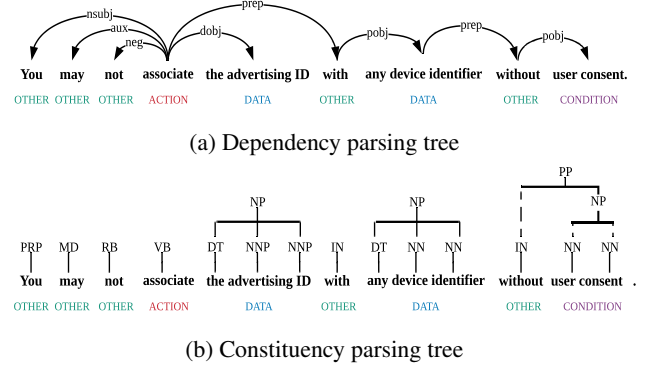 nsubj aux neg prep dobj pobj prep pobj
You may not associate the advertising ID with any device identifier without user consent.
OTHER OTHER OTHER ACTION DATA OTHER DATA OTHER CONDITION
(a) Dependency parsing tree
PP
NP NP NP
PRP MD RB VB DT NNP NNP IN DT NN NN IN NN NN
You may not associate the advertising ID with any device identifier without user consent .
OTHER OTHER OTHER ACTION DATA OTHER DATA OTHER CONDITION
(b) Constituency parsing tree